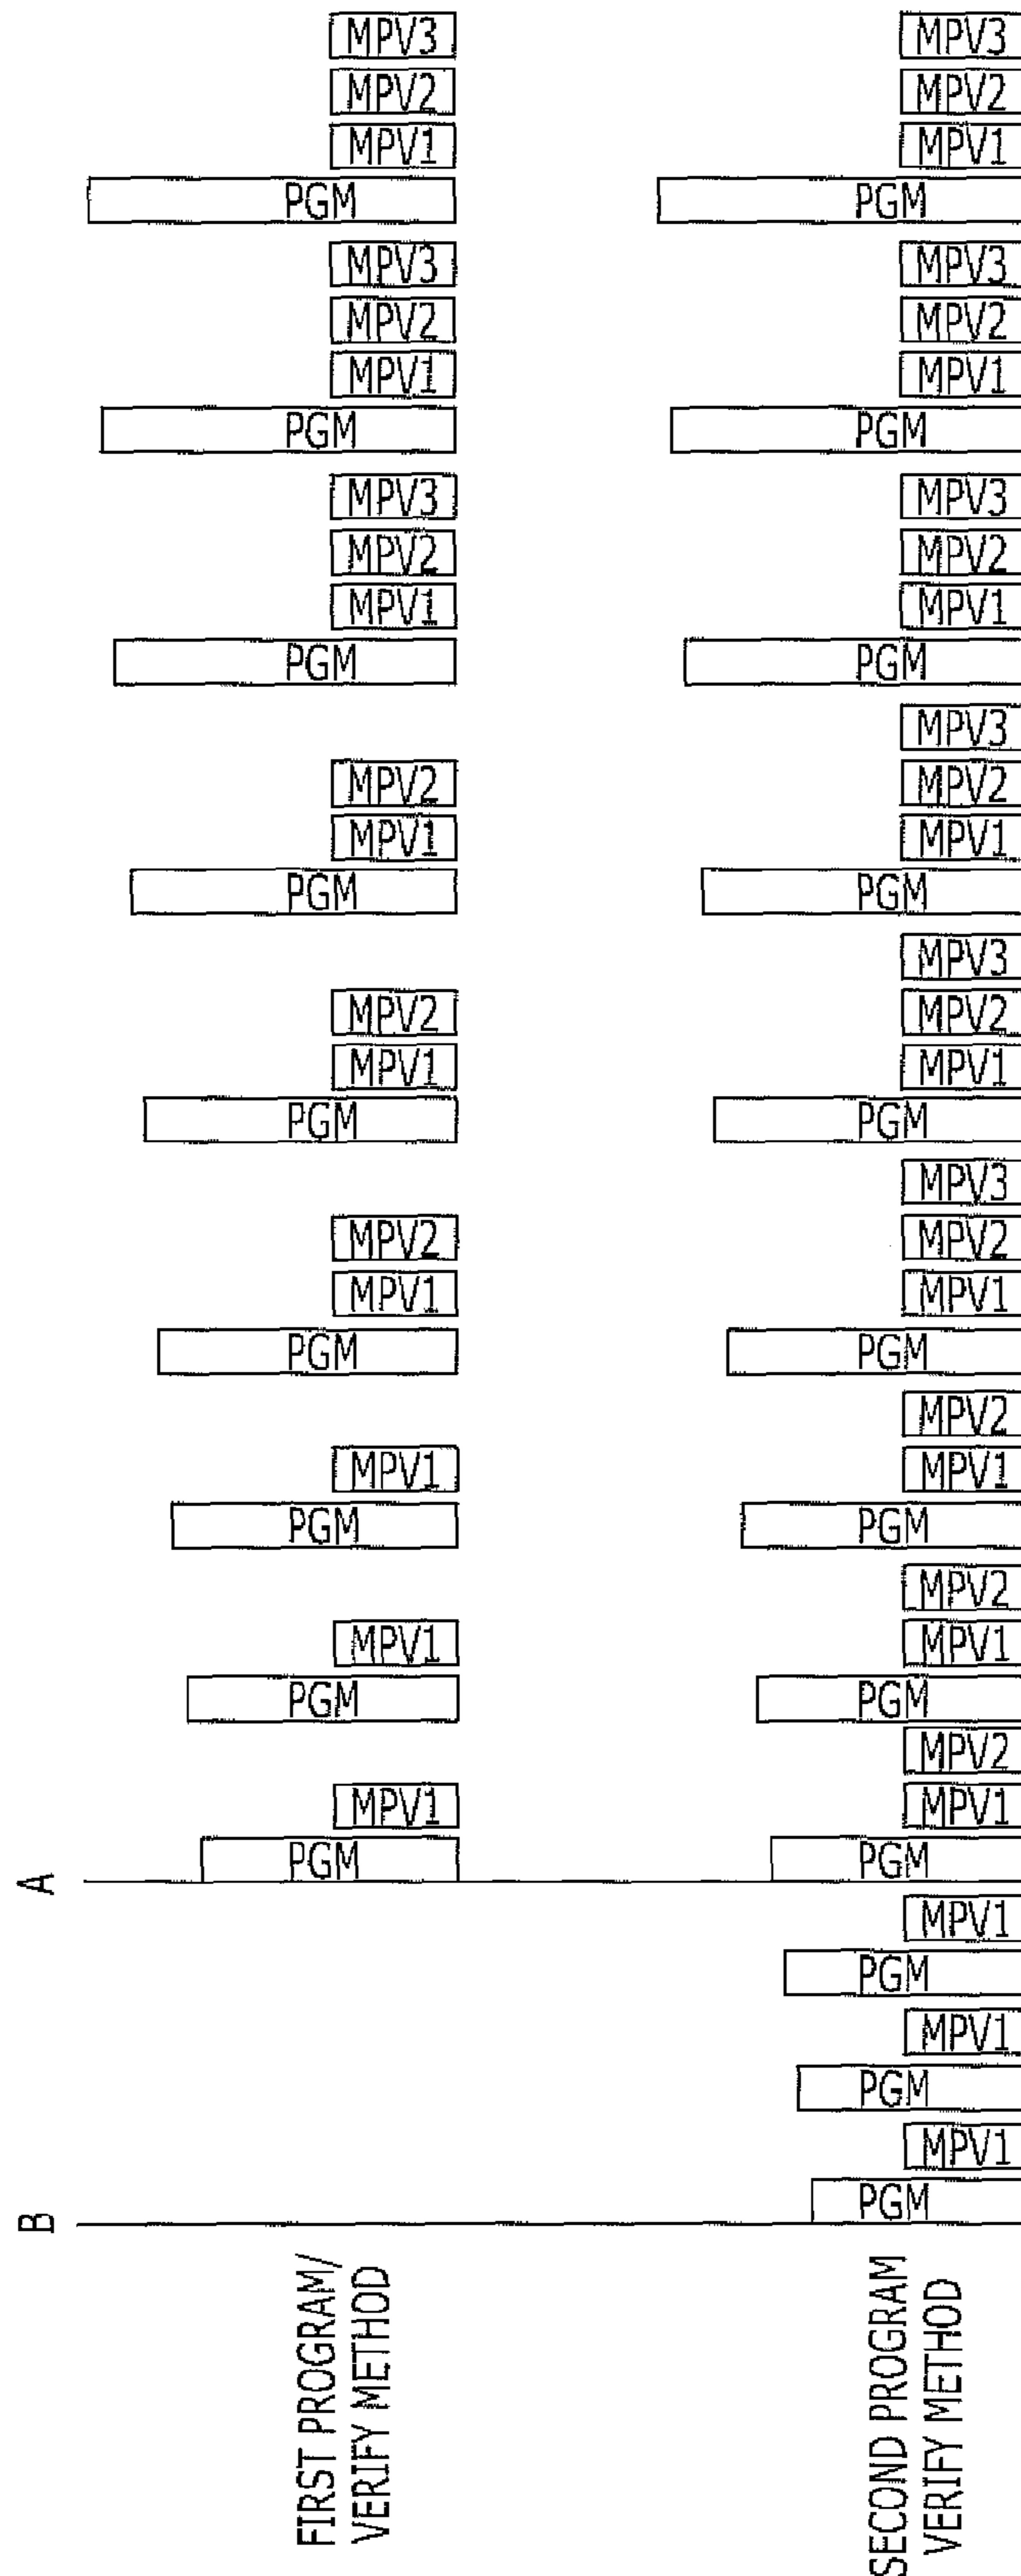 B A
FIRST PROGRAM/
VERIFY METHOD
PGM MPV1 PGM MPV1 PGM MPV1 PGM MPV1 MPV2 PGM MPV1 MPV2 PGM MPV1 MPV2 PGM MPV1 MPV2 MPV3 PGM MPV1 MPV2 MPV3 PGM MPV1 MPV2 MPV3
SECOND PROGRAM
VERIFY METHOD
PGM MPV1 PGM MPV1 PGM MPV1 PGM MPV1 MPV2 PGM MPV1 MPV2 PGM MPV1 MPV2 PGM MPV1 MPV2 MPV3 PGM MPV1 MPV2 MPV3 PGM MPV1 MPV2 MPV3 PGM MPV1 MPV2 MPV3 PGM MPV1 MPV2 MPV3 PGM MPV1 MPV2 MPV3